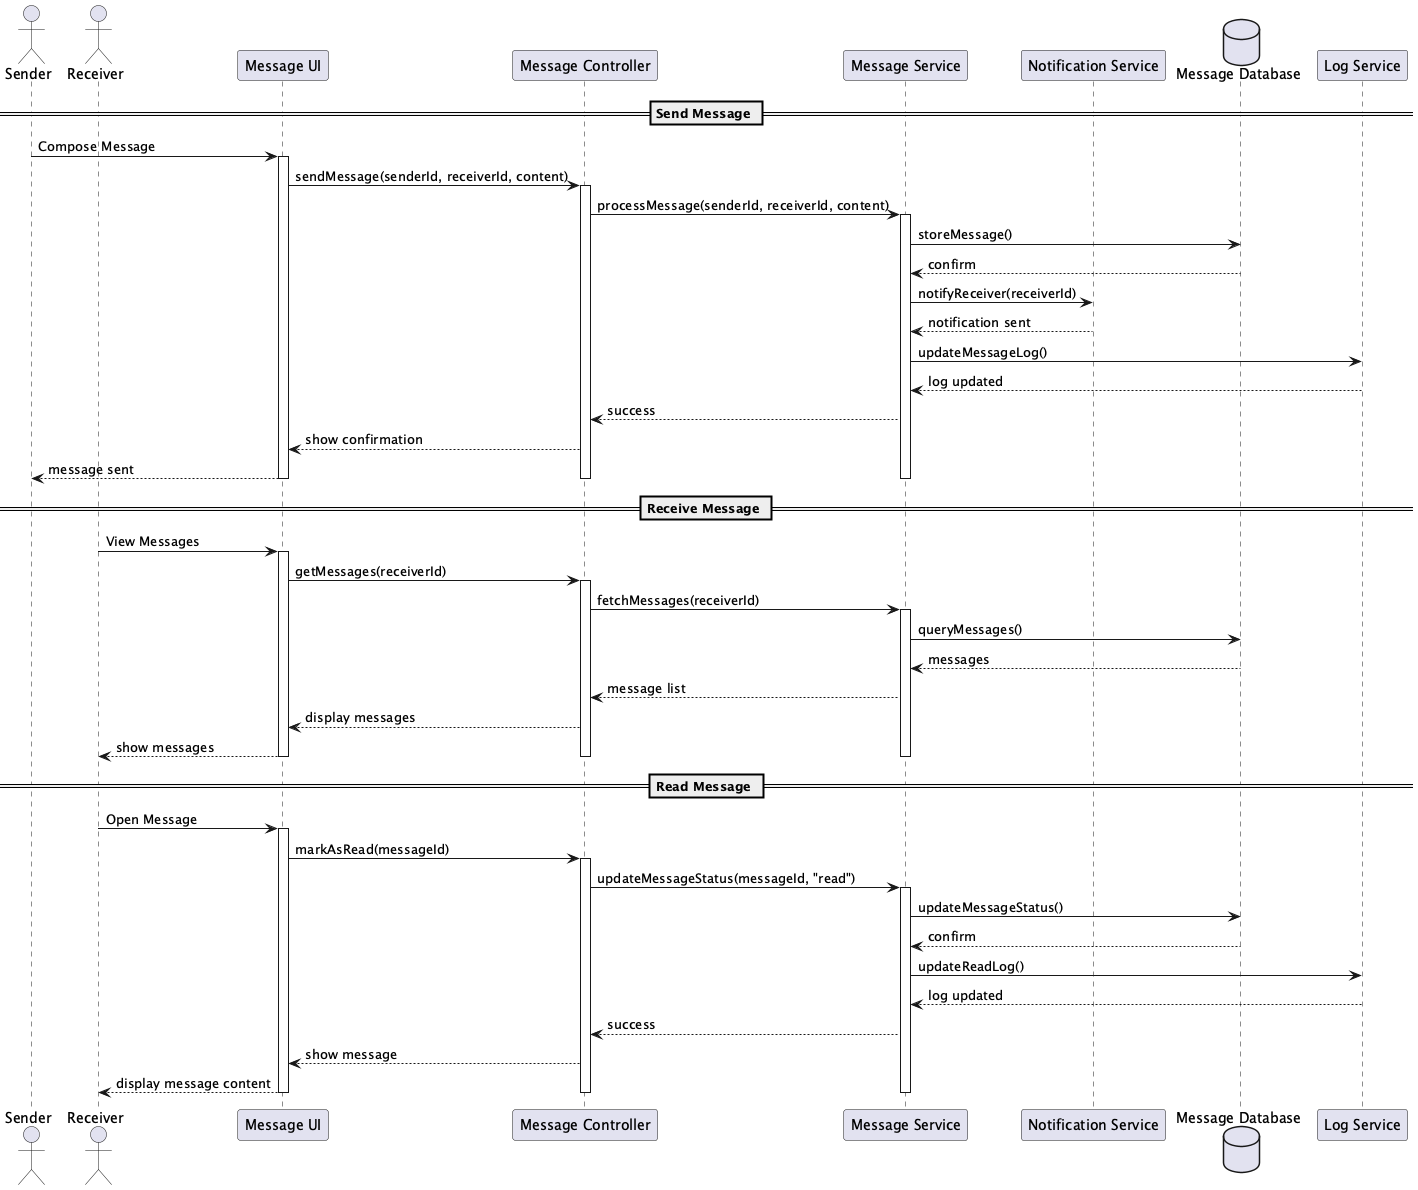 Sender
Receiver
Message UI
Message Controller
Message Service
Notification Service
Message Database
Log Service
Send Message
Compose Message
sendMessage(senderId, receiverId, content)
processMessage(senderId, receiverId, content)
storeMessage()
confirm
notifyReceiver(receiverId)
notification sent
updateMessageLog()
log updated
success
show confirmation
message sent
Receive Message
View Messages
getMessages(receiverId)
fetchMessages(receiverId)
queryMessages()
messages
message list
display messages
show messages
Read Message
Open Message
markAsRead(messageId)
updateMessageStatus(messageId, "read")
updateMessageStatus()
confirm
updateReadLog()
log updated
success
show message
display message content
Sender
Receiver
Message UI
Message Controller
Message Service
Notification Service
Message Database
Log Service